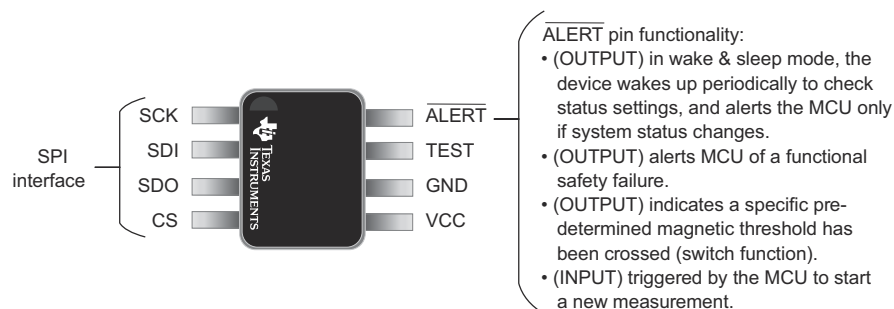 SPI
interface
SCK
SDI
SDO
CS
TEXAS
INSTRUMENTS
ALERT
TEST
GND
VCC
ALERT pin functionality:
• (OUTPUT) in wake & sleep mode, the
device wakes up periodically to check
status settings, and alerts the MCU only
if system status changes.
• (OUTPUT) alerts MCU of a functional
safety failure.
• (OUTPUT) indicates a specific pre-
determined magnetic threshold has
been crossed (switch function).
• (INPUT) triggered by the MCU to start
a new measurement.